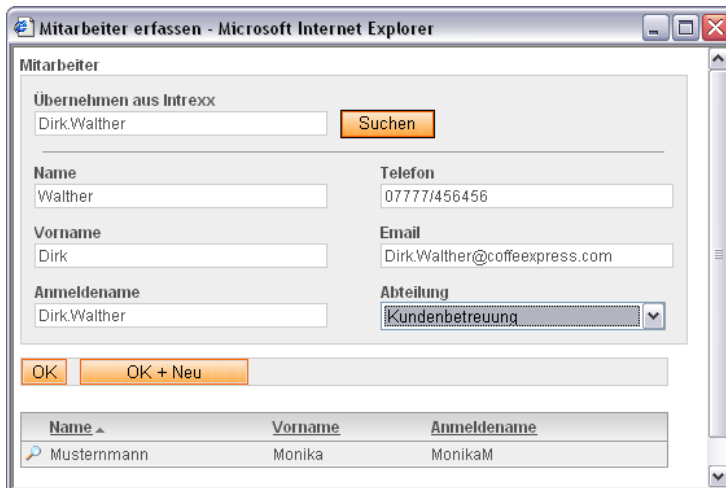 Mitarbeiter erfassen - Microsoft Internet Explorer
Mitarbeiter
Übernehmen aus Intrexx
Dirk.Walther Suchen
Name Telefon
Walther 07777/456456
Vorname Email
Dirk Dirk.Walther@coffeexpress.com
Anmeldename Abteilung
Dirk.Walther Kundenbetreuung
OK OK + Neu
Name Vorname Anmeldename
Musternmann Monika MonikaM